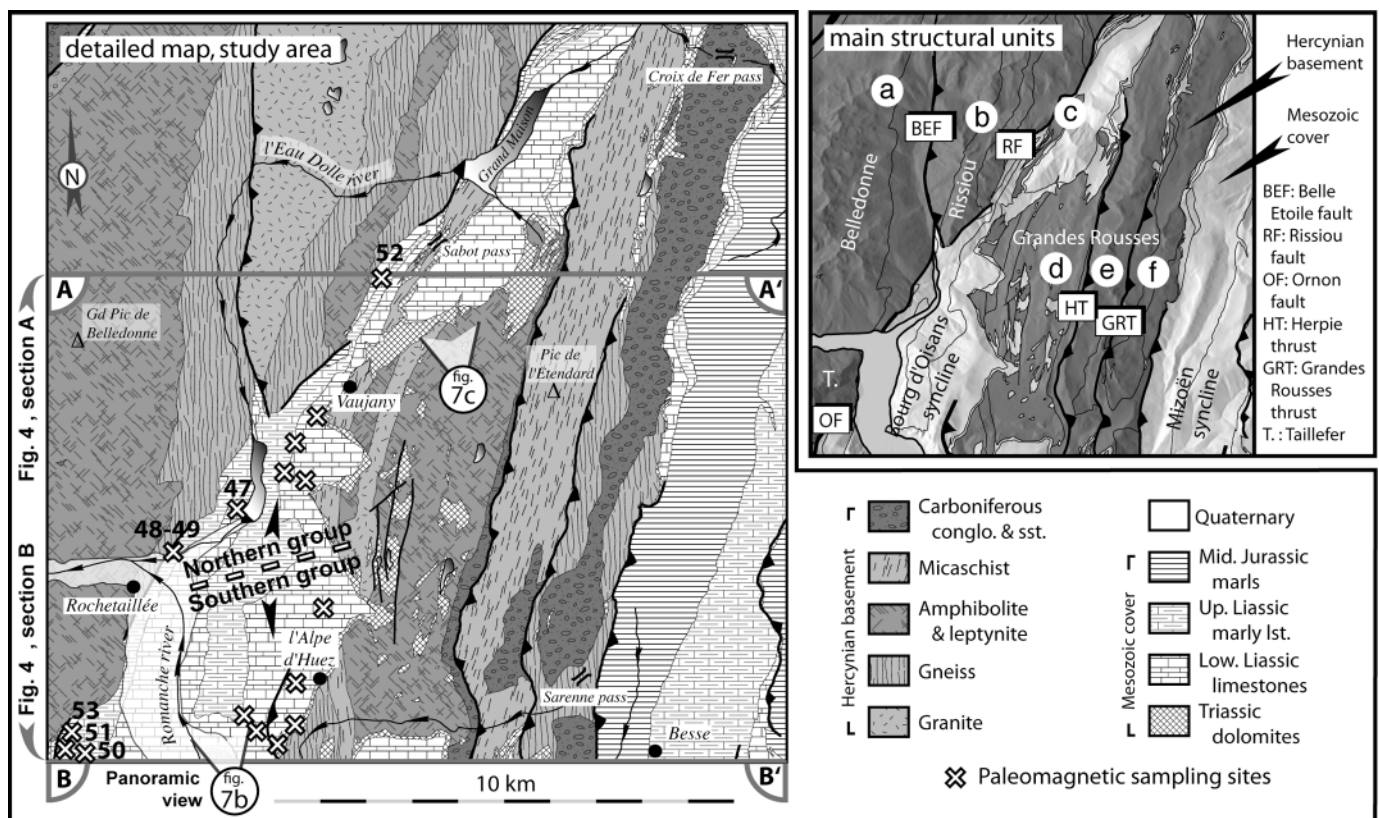 detailed map, study area
Croix de Fer pass
l'Eau Dolle river
Grand Maison
N
52
Sabot pass
A
A'
Gd Pic de
Belledonne
Pic de
l'Etendard
fig.
7c
Vaujany
47
48-49
Northern group
Southern group
Rochetaillée
l'Alpe
d'Huez
Romanche river
Sarenne pass
53
51
50
Besse
B
B'
Panoramic
view
fig.
7b
10 km
Fig. 4 , section A
Fig. 4 , section B
main structural units
a
BEF
b
RF
c
Belledonne
Rissiou
Grandes Rousses
d
e
f
HT
GRT
T.
OF
Bourg d'Oisans
syncline
Mizoën
syncline
Hercynian
basement
Mesozoic
cover
BEF: Belle
Etoile fault
RF: Rissiou
fault
OF: Ornon
fault
HT: Herpie
thrust
GRT: Grandes
Rousses
thrust
T. : Taillefer
Hercynian basement
Carboniferous
conglo. & sst.
Micaschist
Amphibolite
& leptynite
Gneiss
Granite
Quaternary
Mesozoic cover
Mid. Jurassic
marls
Up. Liassic
marly lst.
Low. Liassic
limestones
Triassic
dolomites
Paleomagnetic sampling sites